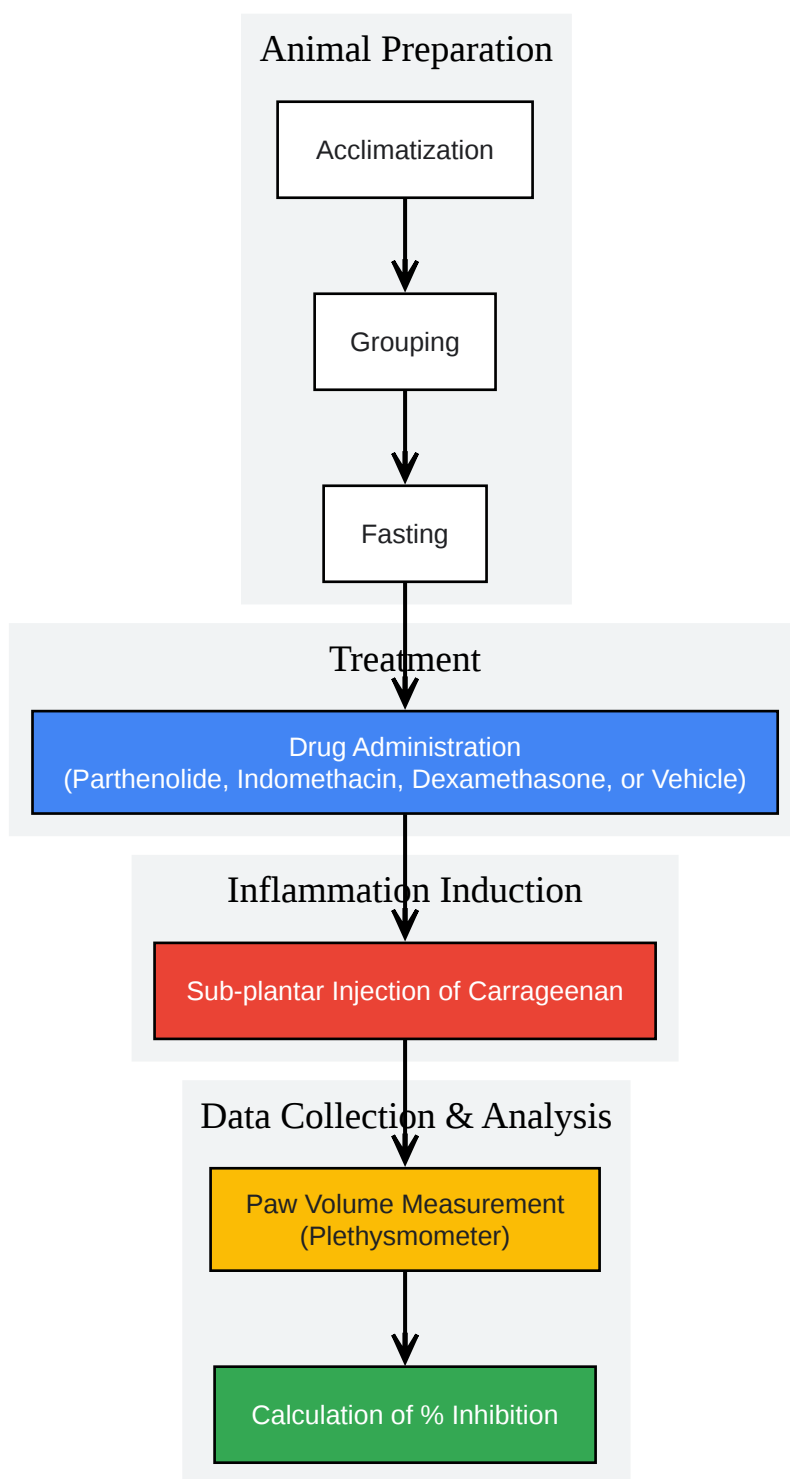 Animal Preparation
Acclimatization
Grouping
Fasting
Treatment
Drug Administration
(Parthenolide, Indomethacin, Dexamethasone, or Vehicle)
Inflammation Induction
Sub-plantar Injection of Carrageenan
Data Collection & Analysis
Paw Volume Measurement
(Plethysmometer)
Calculation of % Inhibition